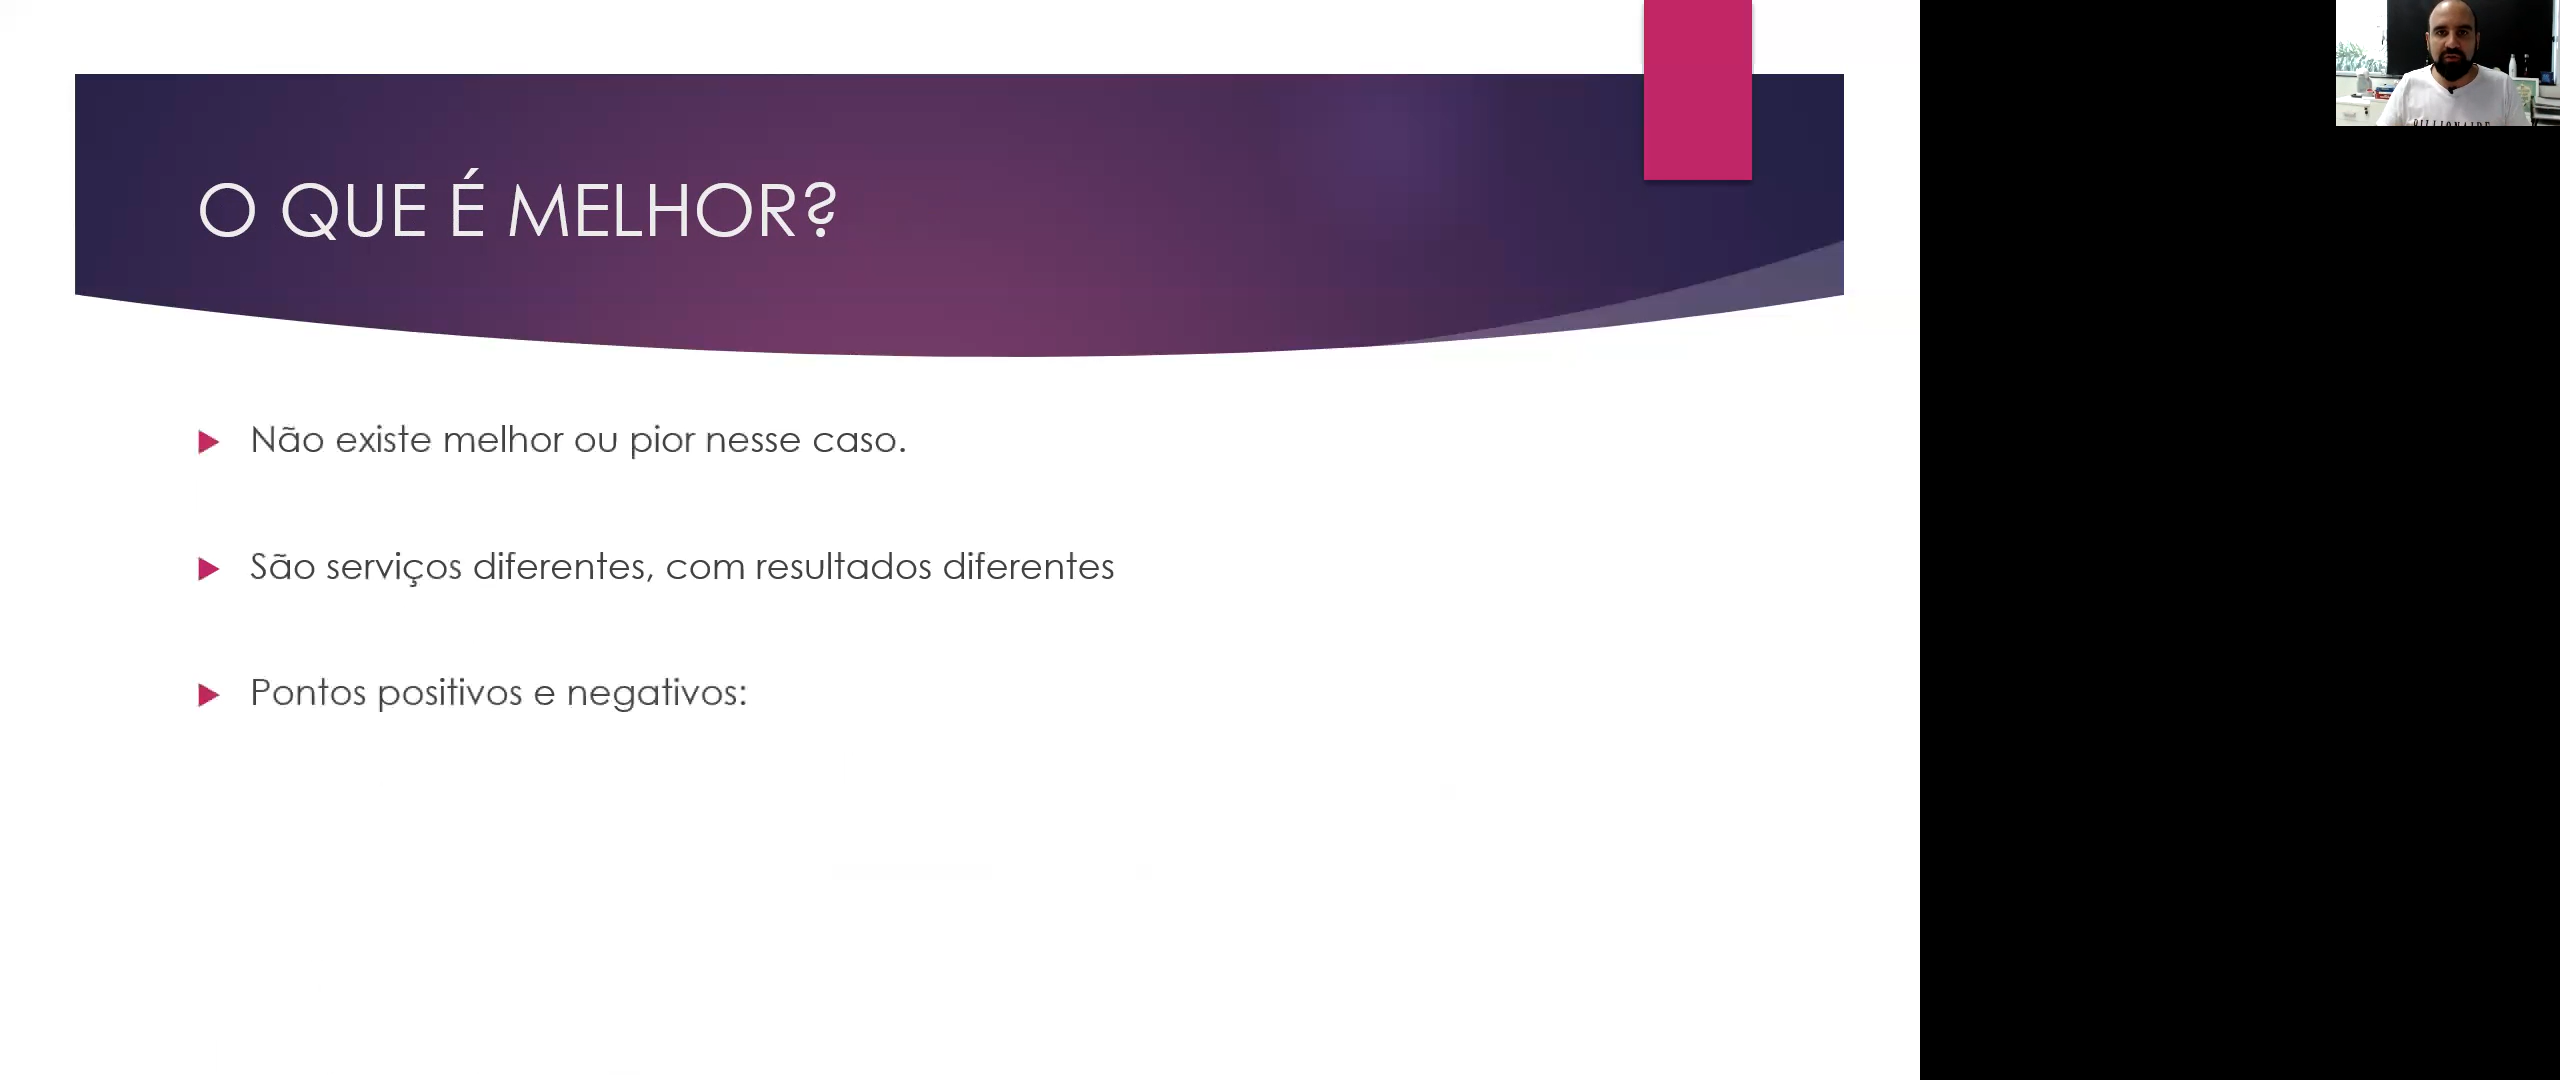 O QUE É MELHOR?
Não existe melhor ou pior nesse caso.
São serviços diferentes, com resultados diferentes
Pontos positivos e negativos: